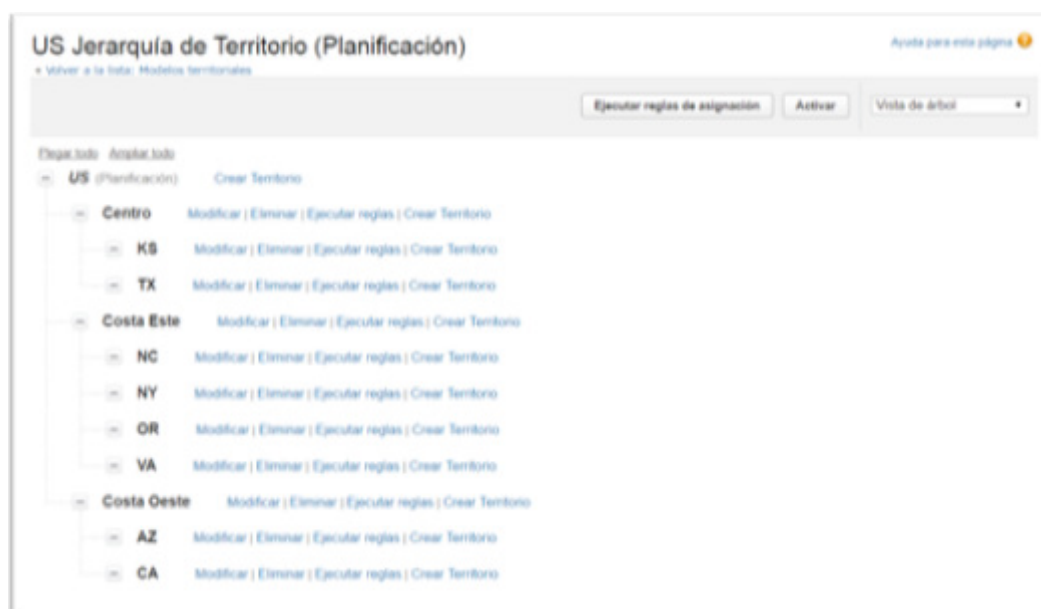 US Jerarquía de Territorio (Planificación)
Ayuda para esta página
« Volver a la lista: Modelos territoriales
Ejecutar reglas de asignación Activar Vista de árbol
Plegar todo Ampliar todo
US (Planificación) Crear Territorio
Centro Modificar | Eliminar | Ejecutar reglas | Crear Territorio
KS Modificar | Eliminar | Ejecutar reglas | Crear Territorio
TX Modificar | Eliminar | Ejecutar reglas | Crear Territorio
Costa Este Modificar | Eliminar | Ejecutar reglas | Crear Territorio
NC Modificar | Eliminar | Ejecutar reglas | Crear Territorio
NY Modificar | Eliminar | Ejecutar reglas | Crear Territorio
OR Modificar | Eliminar | Ejecutar reglas | Crear Territorio
VA Modificar | Eliminar | Ejecutar reglas | Crear Territorio
Costa Oeste Modificar | Eliminar | Ejecutar reglas | Crear Territorio
AZ Modificar | Eliminar | Ejecutar reglas | Crear Territorio
CA Modificar | Eliminar | Ejecutar reglas | Crear Territorio